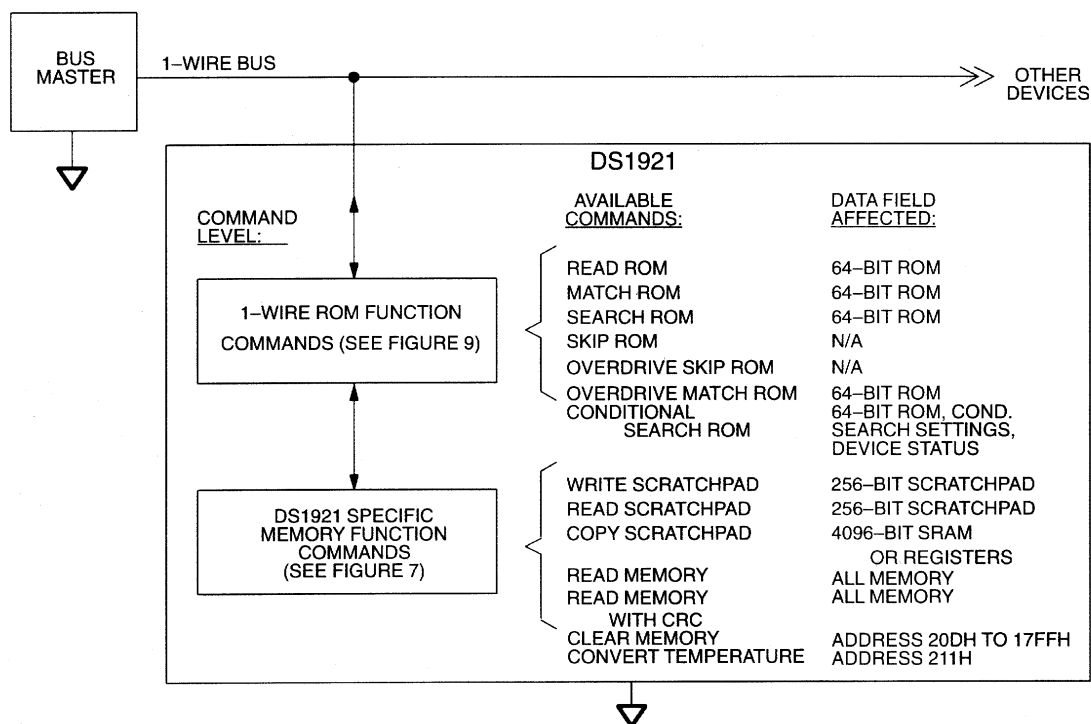 BUS
MASTER
1–WIRE BUS
OTHER
DEVICES
DS1921
COMMAND
LEVEL:
AVAILABLE
COMMANDS:
DATA FIELD
AFFECTED:
1–WIRE ROM FUNCTION
COMMANDS (SEE FIGURE 9)
READ ROM 64–BIT ROM
MATCH ROM 64–BIT ROM
SEARCH ROM 64–BIT ROM
SKIP ROM N/A
OVERDRIVE SKIP ROM N/A
OVERDRIVE MATCH ROM 64–BIT ROM
CONDITIONAL 64–BIT ROM, COND.
SEARCH ROM SEARCH SETTINGS,
DEVICE STATUS
DS1921 SPECIFIC
MEMORY FUNCTION
COMMANDS
(SEE FIGURE 7)
WRITE SCRATCHPAD 256–BIT SCRATCHPAD
READ SCRATCHPAD 256–BIT SCRATCHPAD
COPY SCRATCHPAD 4096–BIT SRAM
OR REGISTERS
READ MEMORY ALL MEMORY
READ MEMORY ALL MEMORY
WITH CRC
CLEAR MEMORY ADDRESS 20DH TO 17FFH
CONVERT TEMPERATURE ADDRESS 211H